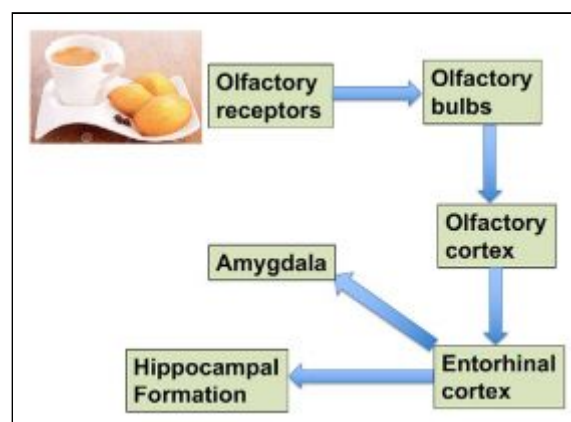 Olfactory
receptors
Olfactory
bulbs
Olfactory
cortex
Amygdala
Entorhinal
cortex
Hippocampal
Formation